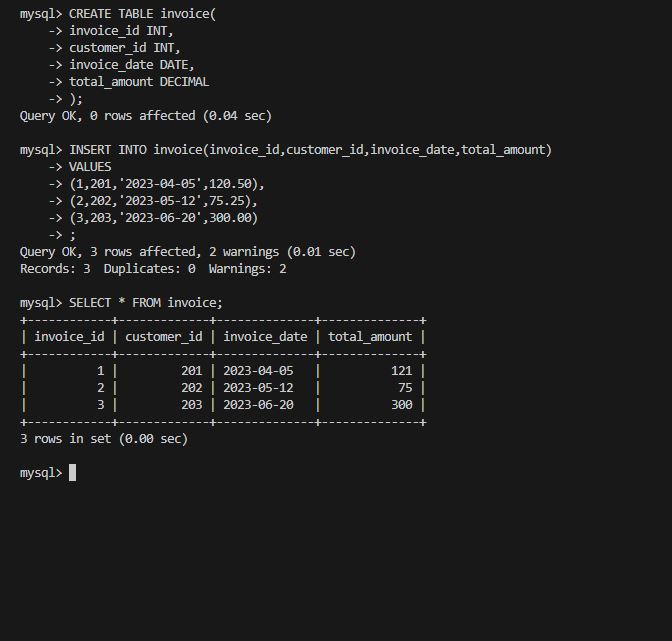 mysql> CREATE TABLE invoice(
    -> invoice_id INT,
    -> customer_id INT,
    -> invoice_date DATE,
    -> total_amount DECIMAL
    -> );
Query OK, 0 rows affected (0.04 sec)

mysql> INSERT INTO invoice(invoice_id,customer_id,invoice_date,total_amount)
    -> VALUES
    -> (1,201,'2023-04-05',120.50),
    -> (2,202,'2023-05-12',75.25),
    -> (3,203,'2023-06-20',300.00)
    -> ;
Query OK, 3 rows affected, 2 warnings (0.01 sec)
Records: 3  Duplicates: 0  Warnings: 2

mysql> SELECT * FROM invoice;
+------------+-------------+--------------+--------------+
| invoice_id | customer_id | invoice_date | total_amount |
+------------+-------------+--------------+--------------+
|          1 |         201 | 2023-04-05   |          121 |
|          2 |         202 | 2023-05-12   |           75 |
|          3 |         203 | 2023-06-20   |          300 |
+------------+-------------+--------------+--------------+
3 rows in set (0.00 sec)

mysql>